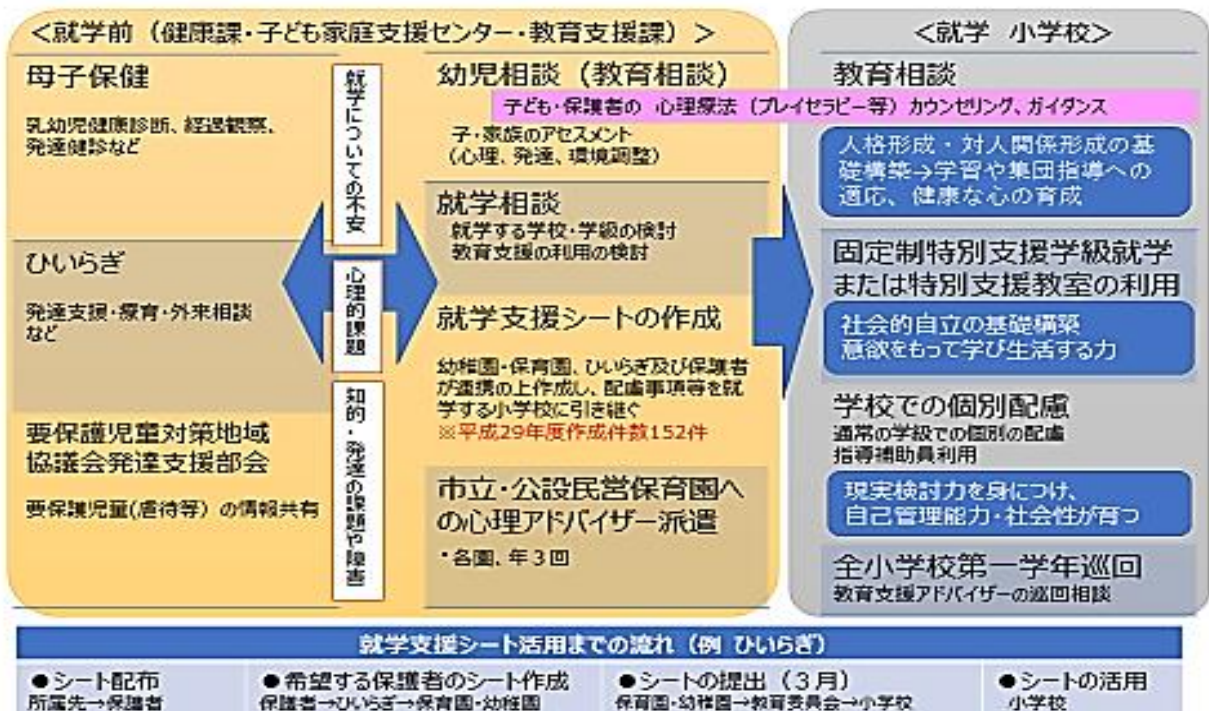 ＜就学前（健康課・子ども家庭支援センター・教育支援課）＞
母子保健
乳幼児健康診断、経過観察、
発達健診など
ひいらぎ
発達支援・療育・外来相談
など
要保護児童対策地域
協議会発達支援部会
要保護児童(虐待等）の情報共有
就学についての不安
心理的課題
知的・発達の課題や障害
幼児相談（教育相談）
子ども・保護者の 心理療法（プレイセラピー等）カウンセリング、ガイダンス
子・家族のアセスメント
（心理、発達、環境調整）
就学相談
就学する学校・学級の検討
教育支援の利用の検討
就学支援シートの作成
幼稚園・保育園、ひいらぎ及び保護者
が連携の上作成し、配慮事項等を就
学する小学校に引き継ぐ
※平成29年度作成件数152件
市立・公設民営保育園へ
の心理アドバイザー派遣
・各園、年３回
＜就学 小学校＞
教育相談
人格形成・対人関係形成の基
礎構築→学習や集団指導への
適応、健康な心の育成
固定制特別支援学級就学
または特別支援教室の利用
社会的自立の基礎構築
意欲をもって学び生活する力
学校での個別配慮
通常の学級での個別の配慮
指導補助員利用
現実検討力を身につけ、
自己管理能力・社会性が育つ
全小学校第一学年巡回
教育支援アドバイザーの巡回相談
就学支援シート活用までの流れ（例 ひいらぎ）
●シート配布
所属先→保護者
●希望する保護者のシート作成
保護者→ひいらぎ→保育園・幼稚園
●シートの提出（３月）
保育園・幼稚園→教育委員会→小学校
●シートの活用
小学校